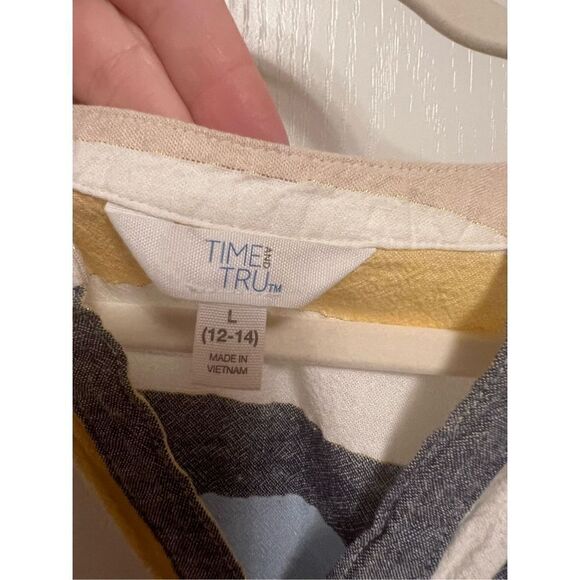 TIME AND
TRU™
L
(12-14)
MADE IN
VIETNAM